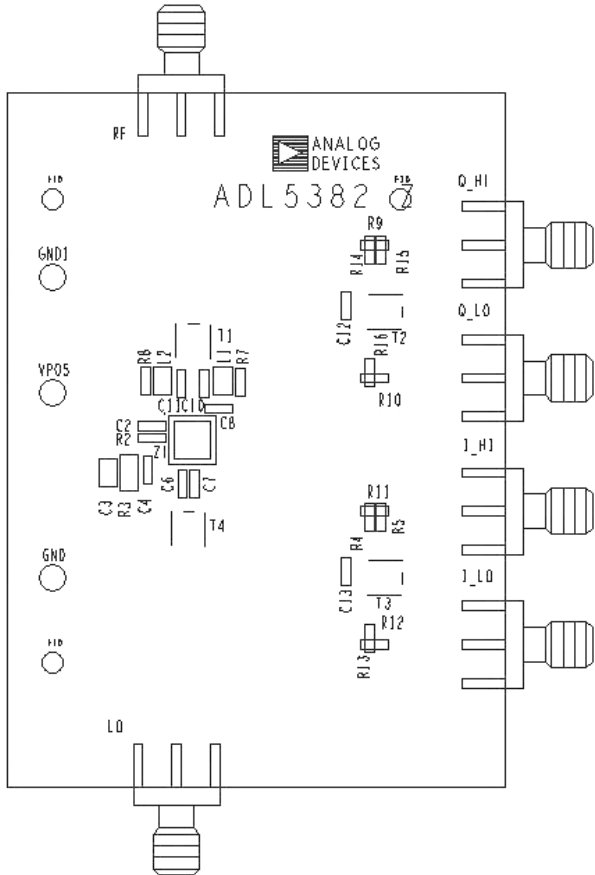 RF
ANALOG
DEVICES
FID
FID
ADL5382
Q_HI
R9
R14
R15
GND1
C12
Q_LO
T1
R16
T2
R8
L2
L1
R7
VPOS
R10
C11
C10
C8
C2
R2
Z1
I_HI
C3
R3
C4
C6
C7
R11
T4
R4
R5
GND
C13
I_LO
T3
R12
FID
R13
LO